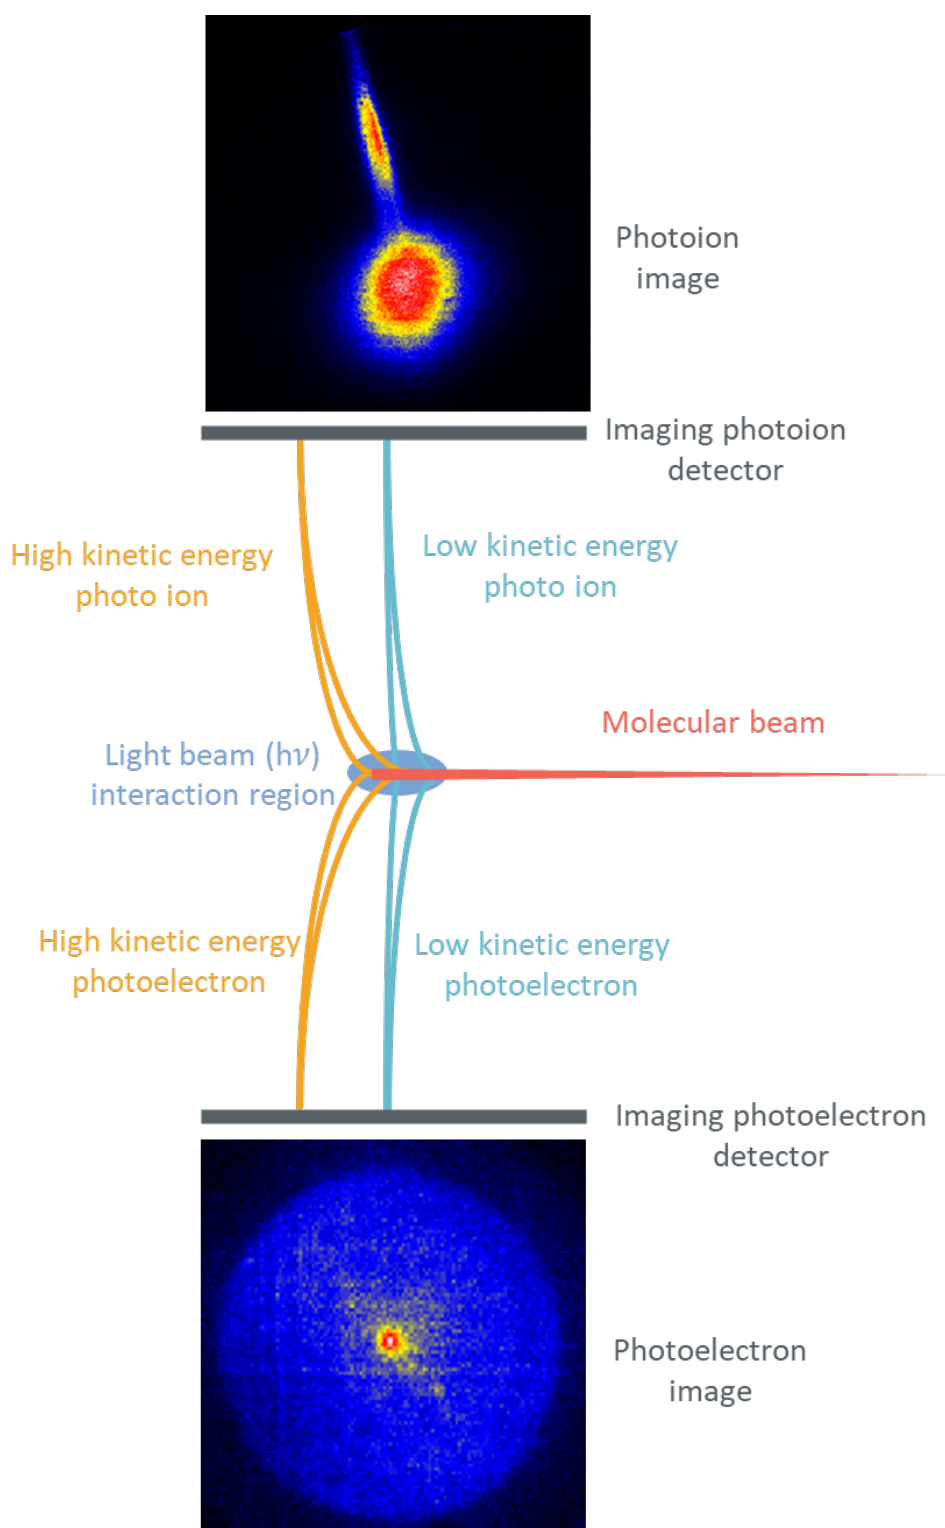 Photoion
image
Imaging photoion
detector
High kinetic energy
photo ion
Low kinetic energy
photo ion
Molecular beam
Light beam (hν)
interaction region
High kinetic energy
photoelectron
Low kinetic energy
photoelectron
Imaging photoelectron
detector
Photoelectron
image